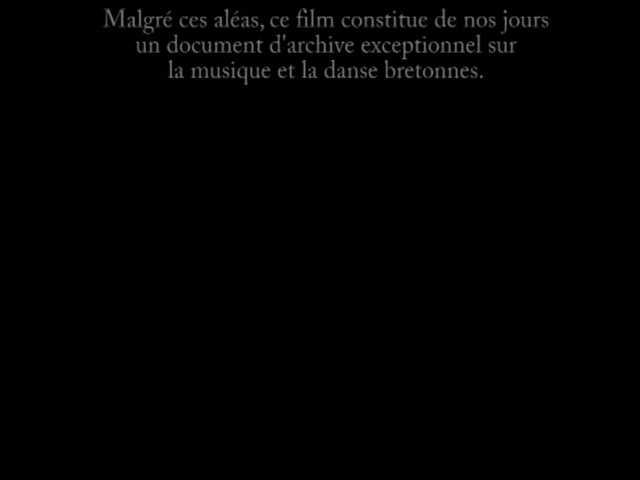 Malgré ces aléas, ce film constitue de nos jours
un document d'archive exceptionnel sur
la musique et la danse bretonnes.